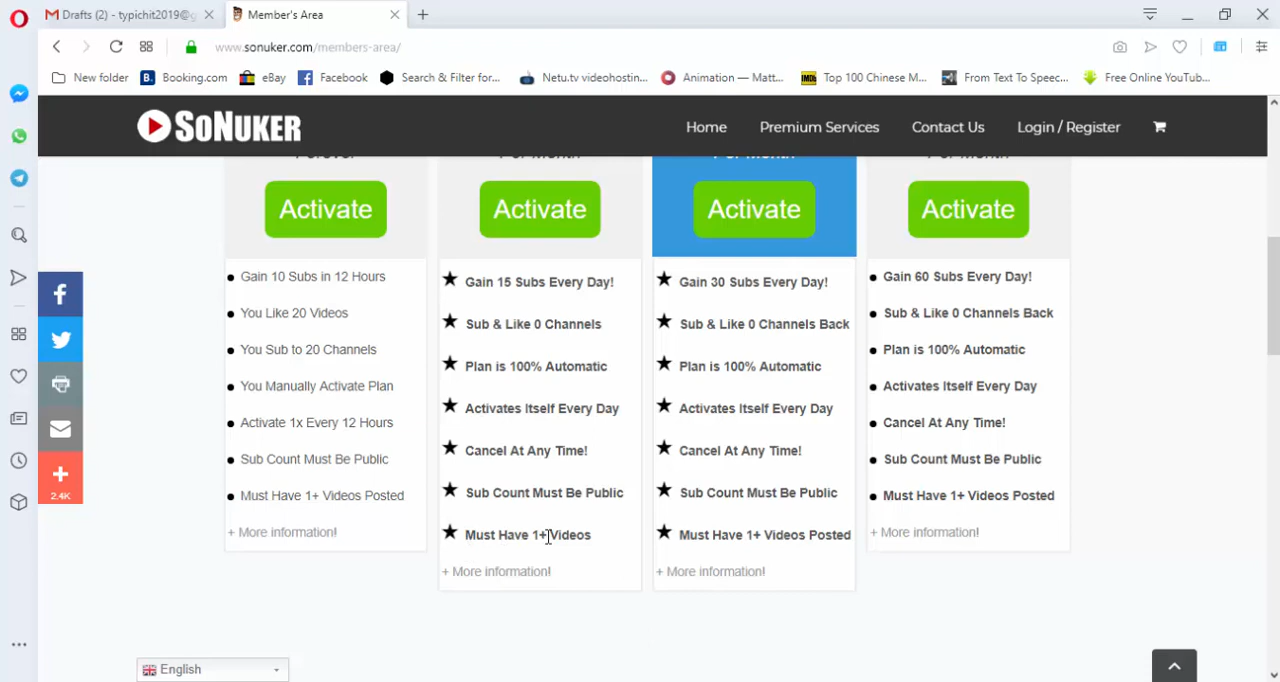 Drafts (2) - typichit2019@g
Member's Area
www.sonuker.com/members-area/
New folder
B. Booking.com
eBay
Facebook
Search & Filter for...
Netu.tv videohostin...
Animation — Matt...
IMDb Top 100 Chinese M...
From Text To Speec...
Free Online YouTub...
SoNuker
Home
Premium Services
Contact Us
Login / Register
Forever
Per Month
Per Month
Per Month
Activate
Activate
Activate
Activate
Gain 10 Subs in 12 Hours
You Like 20 Videos
You Sub to 20 Channels
You Manually Activate Plan
Activate 1x Every 12 Hours
Sub Count Must Be Public
Must Have 1+ Videos Posted
+ More information!
Gain 15 Subs Every Day!
Sub & Like 0 Channels
Plan is 100% Automatic
Activates Itself Every Day
Cancel At Any Time!
Sub Count Must Be Public
Must Have 1+ Videos
+ More information!
Gain 30 Subs Every Day!
Sub & Like 0 Channels Back
Plan is 100% Automatic
Activates Itself Every Day
Cancel At Any Time!
Sub Count Must Be Public
Must Have 1+ Videos Posted
+ More information!
Gain 60 Subs Every Day!
Sub & Like 0 Channels Back
Plan is 100% Automatic
Activates Itself Every Day
Cancel At Any Time!
Sub Count Must Be Public
Must Have 1+ Videos Posted
+ More information!
2.4K
English